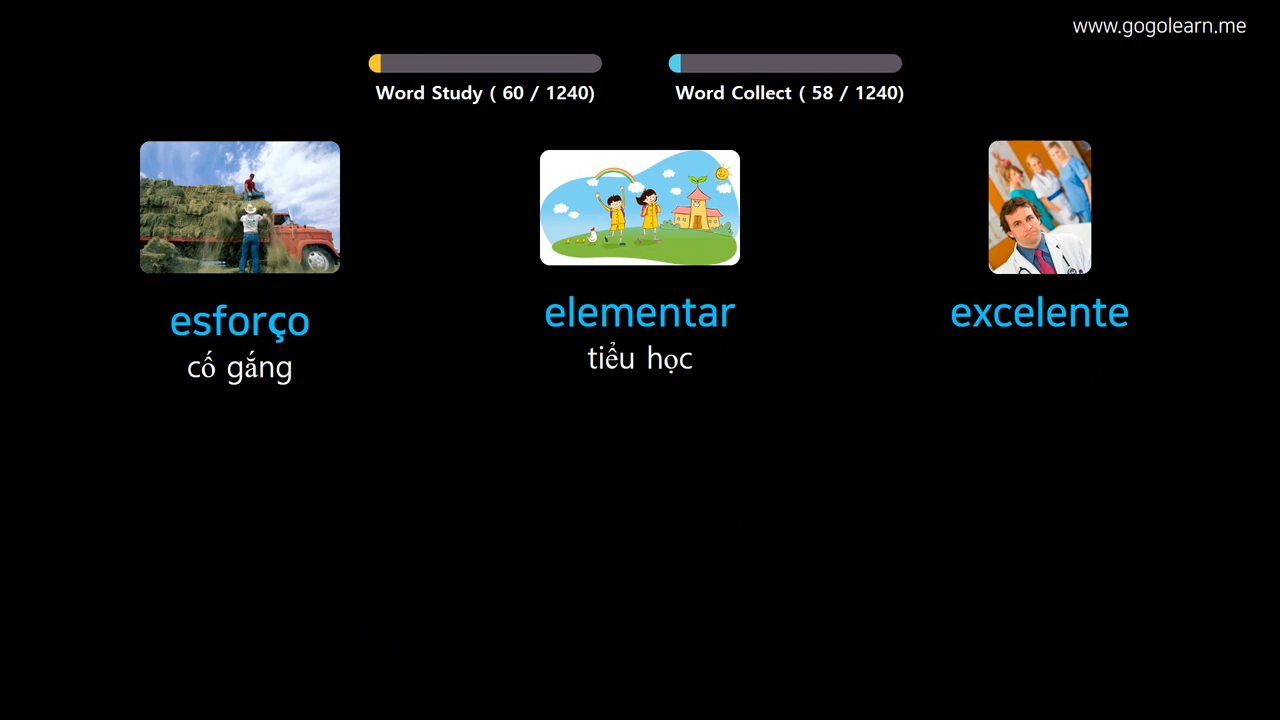 www.gogolearn.me
Word Study ( 60 / 1240)
Word Collect ( 58 / 1240)
esforço
cố gắng
elementar
tiểu học
excelente